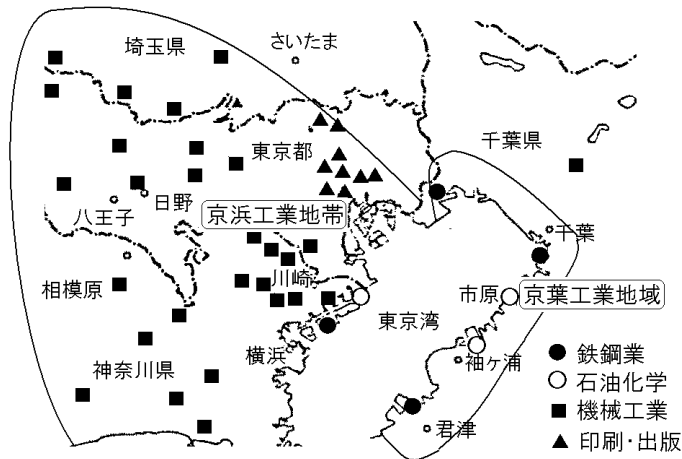 埼玉県
さいたま
千葉県
東京都
日野
八王子
京浜工業地帯
千葉
相模原
川崎
市原
京葉工業地域
東京湾
横浜
袖ヶ浦
神奈川県
君津
鉄鋼業
石油化学
機械工業
印刷・出版